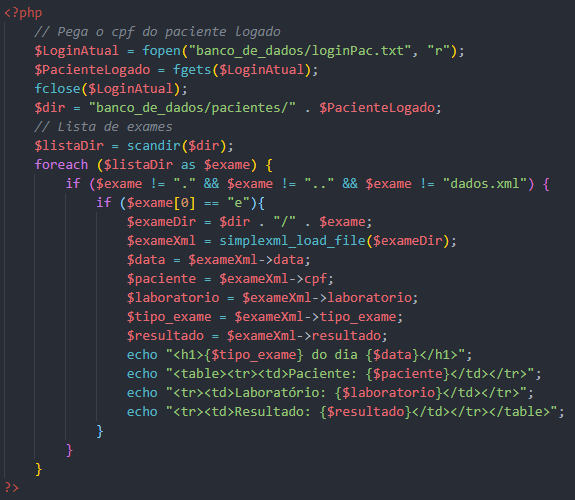 <?php
    // Pega o cpf do paciente logado
    $LoginAtual = fopen("banco_de_dados/loginPac.txt", "r");
    $PacienteLogado = fgets($LoginAtual);
    fclose($LoginAtual);
    $dir = "banco_de_dados/pacientes/" . $PacienteLogado;
    // Lista de exames
    $listaDir = scandir($dir);
    foreach ($listaDir as $exame) {
        if ($exame != "." && $exame != ".." && $exame != "dados.xml") {
            if ($exame[0] == "e"){
                $exameDir = $dir . "/" . $exame;
                $exameXml = simplexml_load_file($exameDir);
                $data = $exameXml->data;
                $paciente = $exameXml->cpf;
                $laboratorio = $exameXml->laboratorio;
                $tipo_exame = $exameXml->tipo_exame;
                $resultado = $exameXml->resultado;
                echo "<h1>{$tipo_exame} do dia {$data}</h1>";
                echo "<table><tr><td>Paciente: {$paciente}</td></tr>";
                echo "<tr><td>Laboratório: {$laboratorio}</td></tr>";
                echo "<tr><td>Resultado: {$resultado}</td></tr></table>";
            }
        }
    }
?>